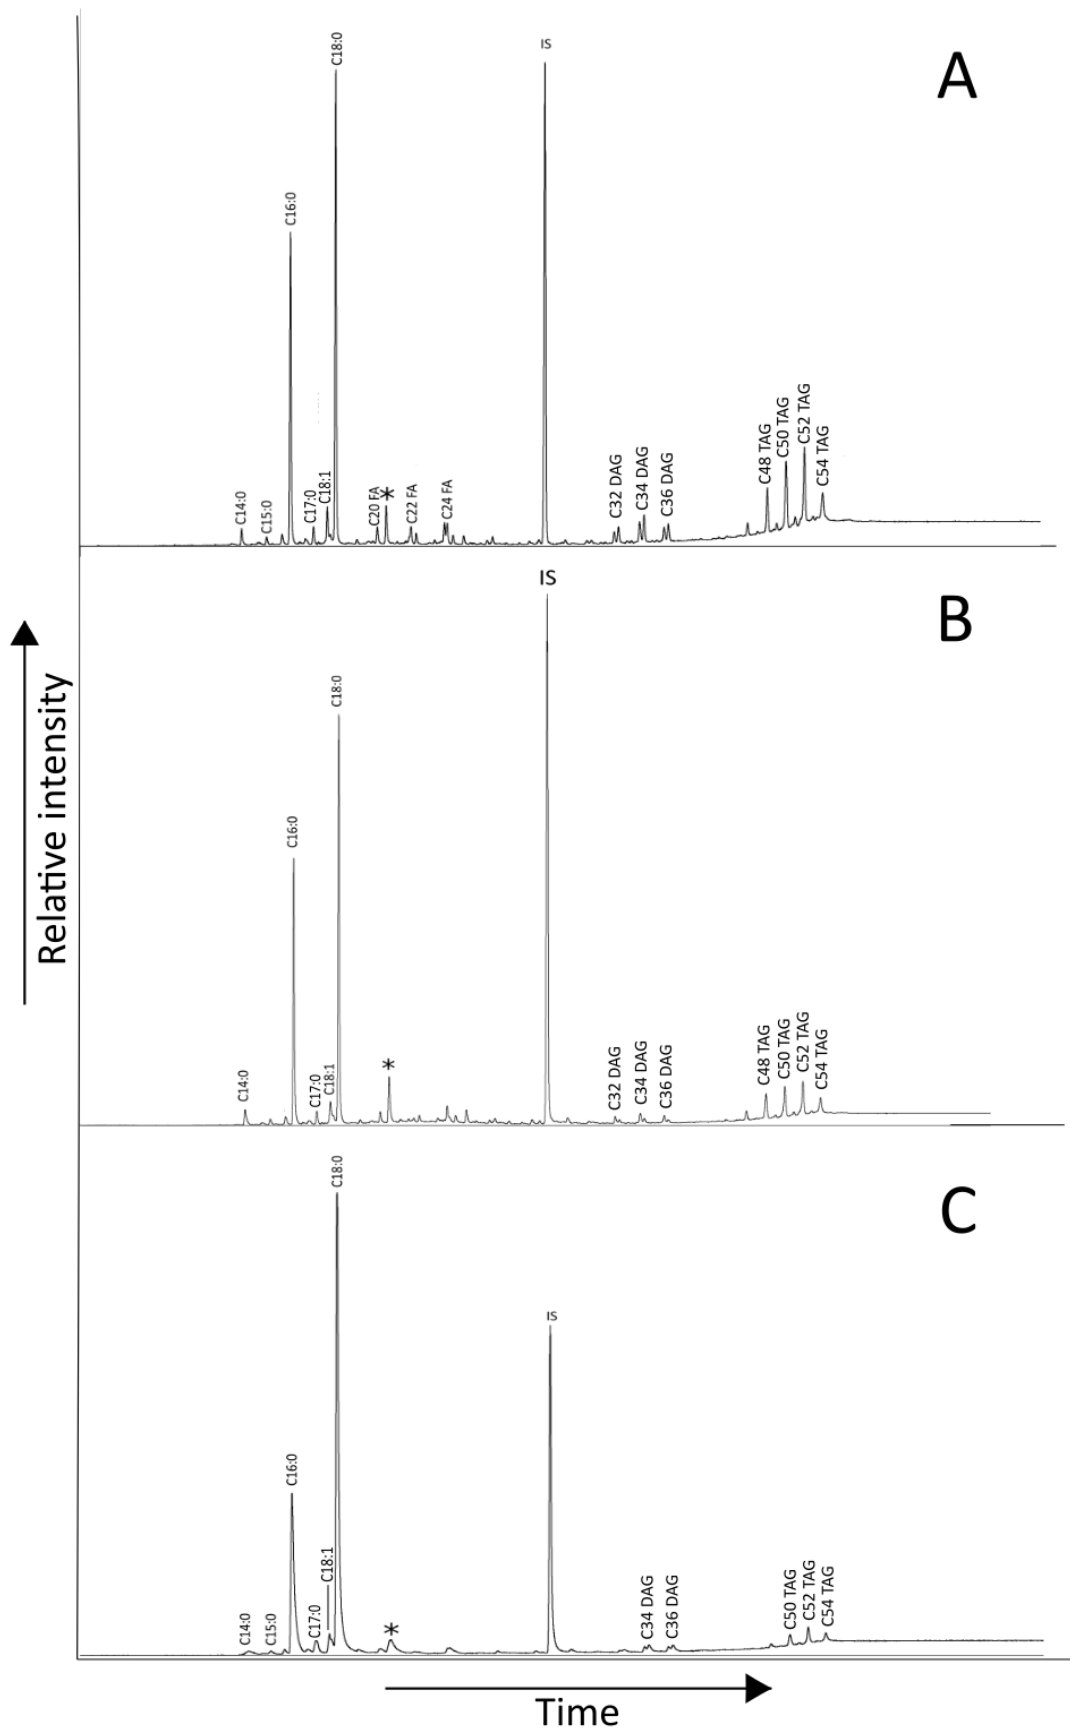 A
IS
C18:0
C16:0
C14:0
C15:0
C17:0
C18:1
C20 FA
*
C22 FA
C24 FA
C32 DAG
C34 DAG
C36 DAG
C48 TAG
C50 TAG
C52 TAG
C54 TAG
B
IS
C18:0
C16:0
C14:0
C17:0
C18:1
*
C32 DAG
C34 DAG
C36 DAG
C48 TAG
C50 TAG
C52 TAG
C54 TAG
Relative intensity
C
C18:0
IS
C16:0
C14:0
C15:0
C17:0
C18:1
*
C34 DAG
C36 DAG
C50 TAG
C52 TAG
C54 TAG
Time